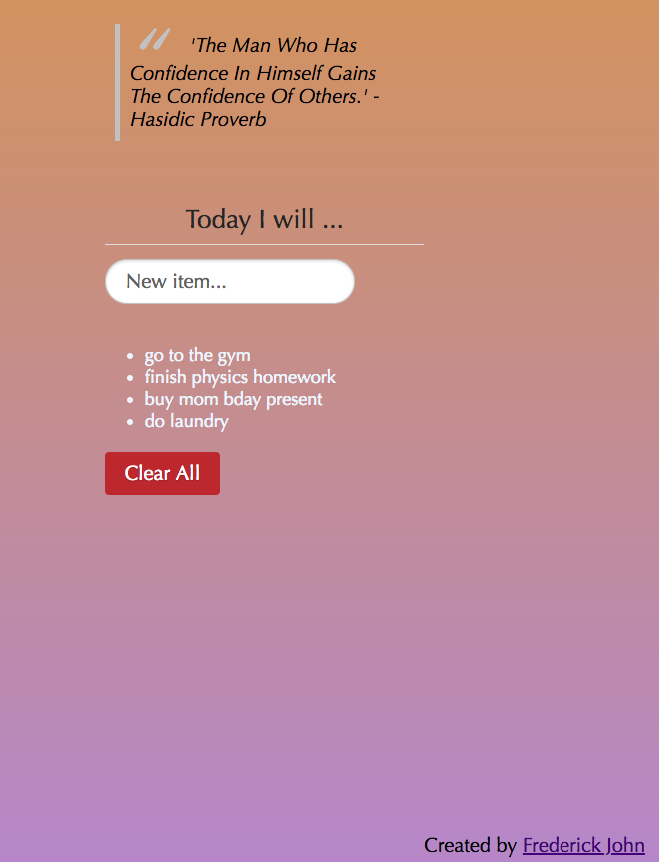 “ 'The Man Who Has
Confidence In Himself Gains
The Confidence Of Others.' -
Hasidic Proverb
Today I will ...
New item...
• go to the gym
• finish physics homework
• buy mom bday present
• do laundry
Clear All
Created by Frederick John